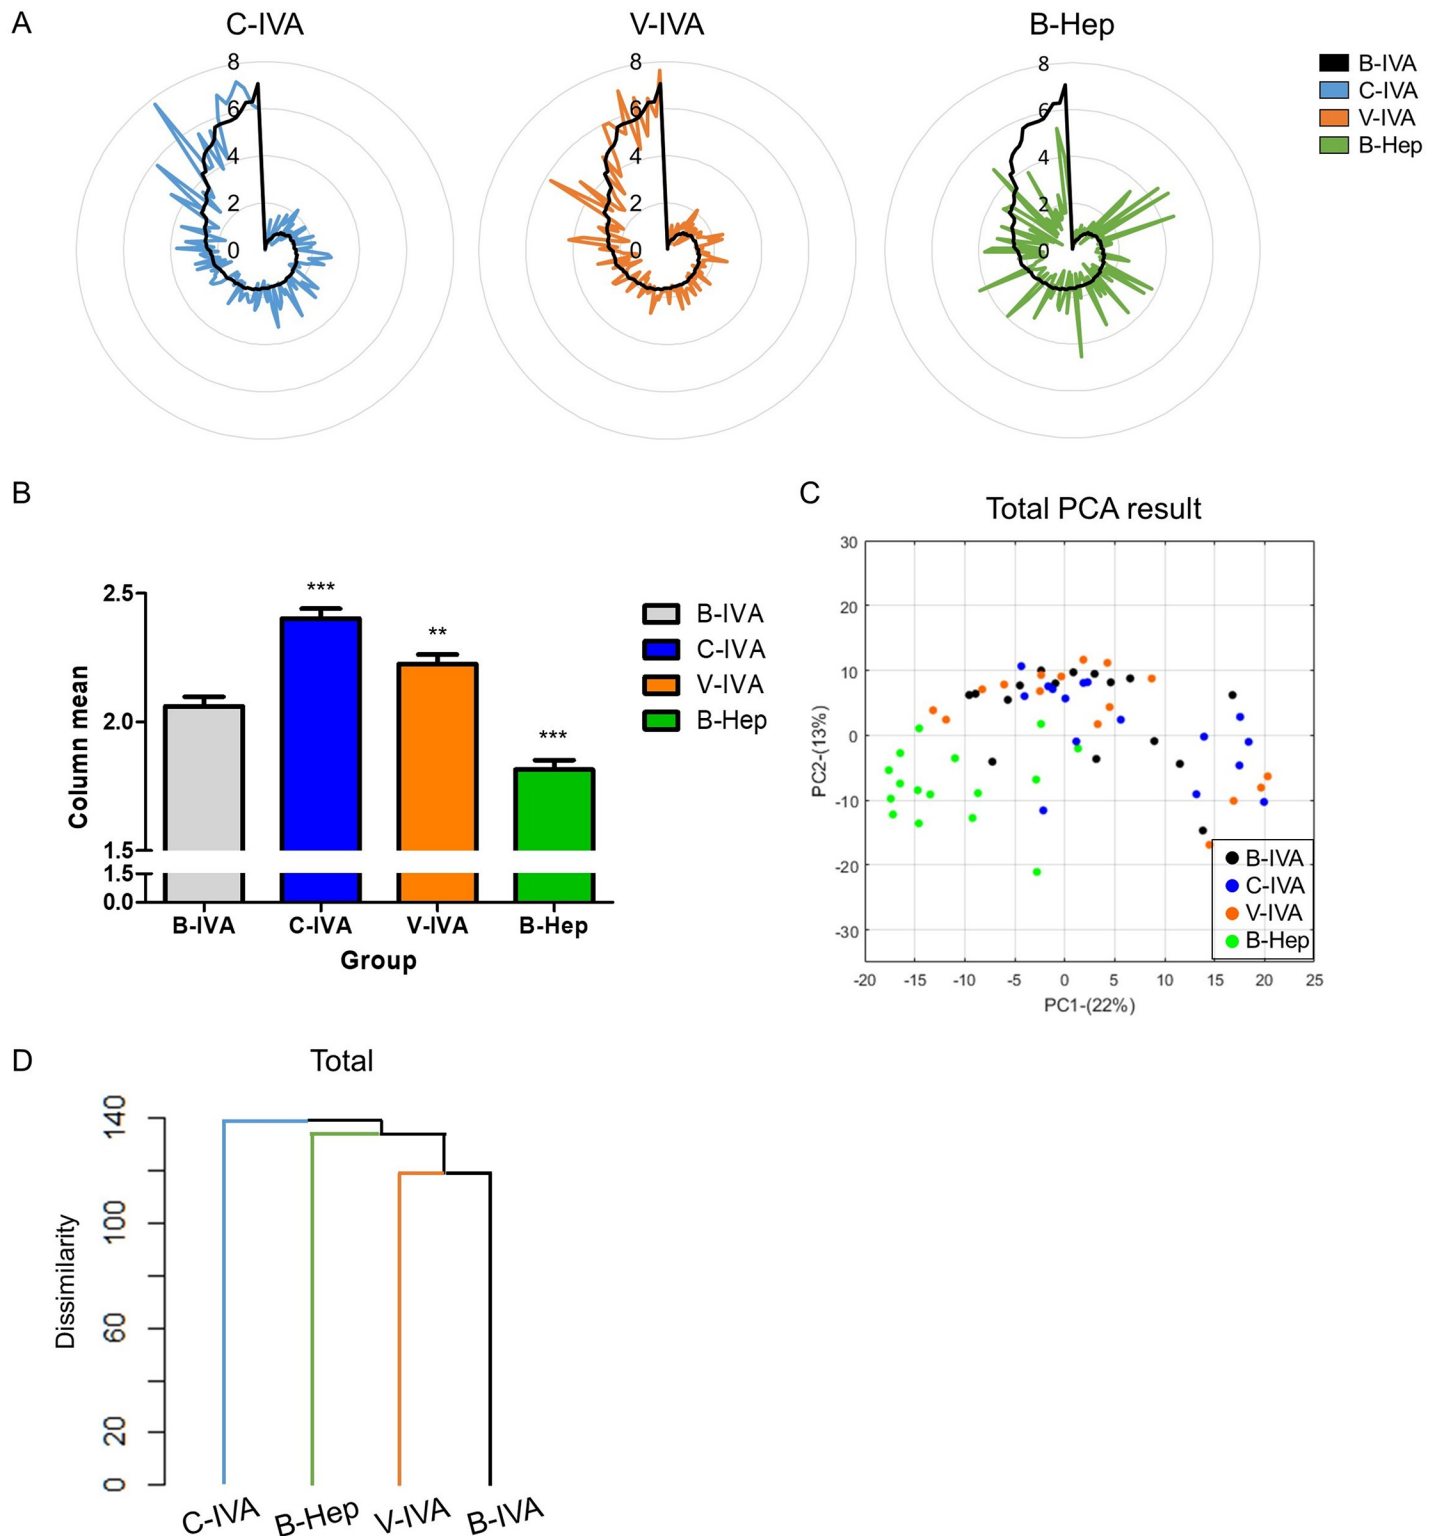 A
C-IVA
V-IVA
B-Hep
8
6
4
2
0
8
6
4
2
0
8
6
4
2
0
B-IVA
C-IVA
V-IVA
B-Hep
B
2.5
2.0
1.5
1.5
0.0
Column mean
***
**
***
B-IVA
C-IVA
V-IVA
B-Hep
Group
B-IVA
C-IVA
V-IVA
B-Hep
C
Total PCA result
30
20
10
0
-10
-20
-30
PC2-(13%)
-20 -15 -10 -5 0 5 10 15 20 25
PC1-(22%)
B-IVA
C-IVA
V-IVA
B-Hep
D
Total
140
100
60
20
0
Dissimilarity
C-IVA
B-Hep
V-IVA
B-IVA